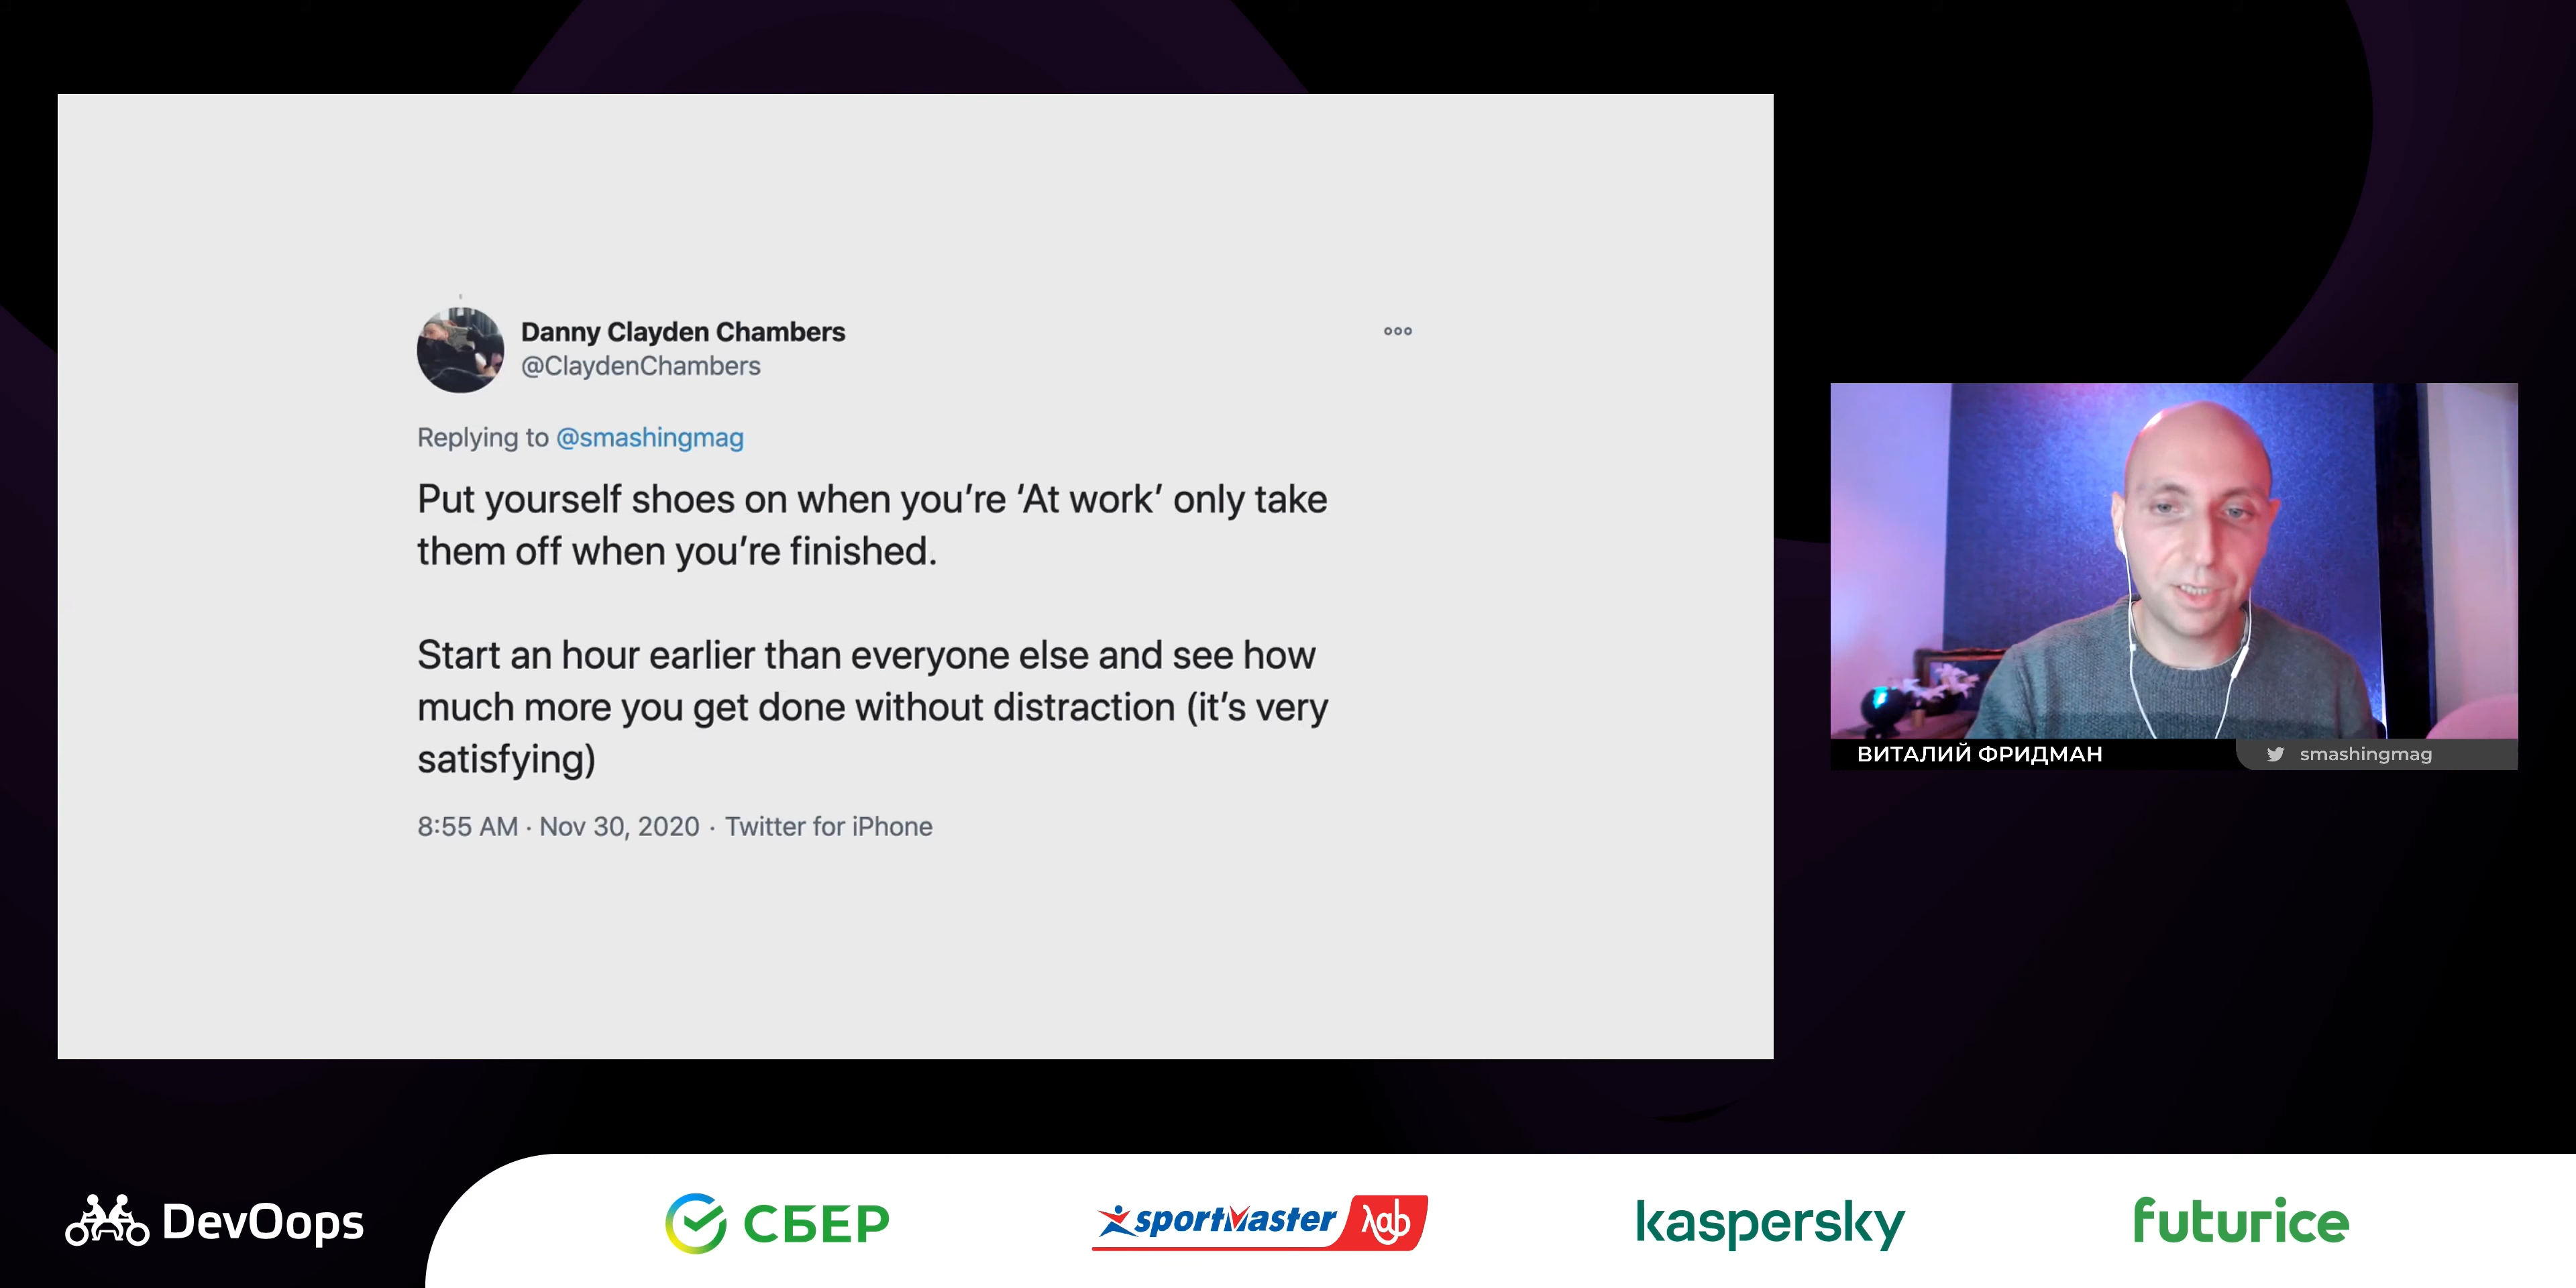 Danny Clayden Chambers
@ClaydenChambers
Replying to @smashingmag
Put yourself shoes on when you’re ‘At work’ only take
them off when you’re finished.
Start an hour earlier than everyone else and see how
much more you get done without distraction (it’s very
satisfying)
8:55 AM · Nov 30, 2020 · Twitter for iPhone
ВИТАЛИЙ ФРИДМАН
smashingmag
DevOops
СБЕР
sportmaster λab
kaspersky
futurice